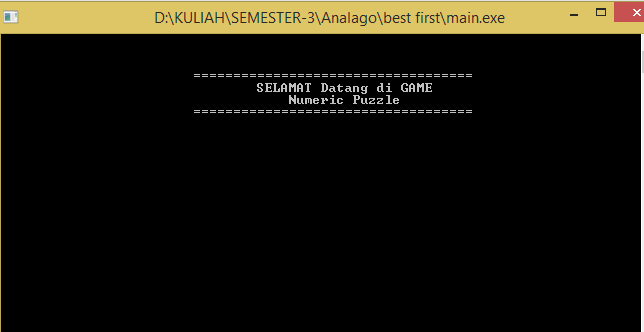 D:\KULIAH\SEMESTER-3\Analago\best first\main.exe
===================================
SELAMAT Datang di GAME
Numeric Puzzle
===================================